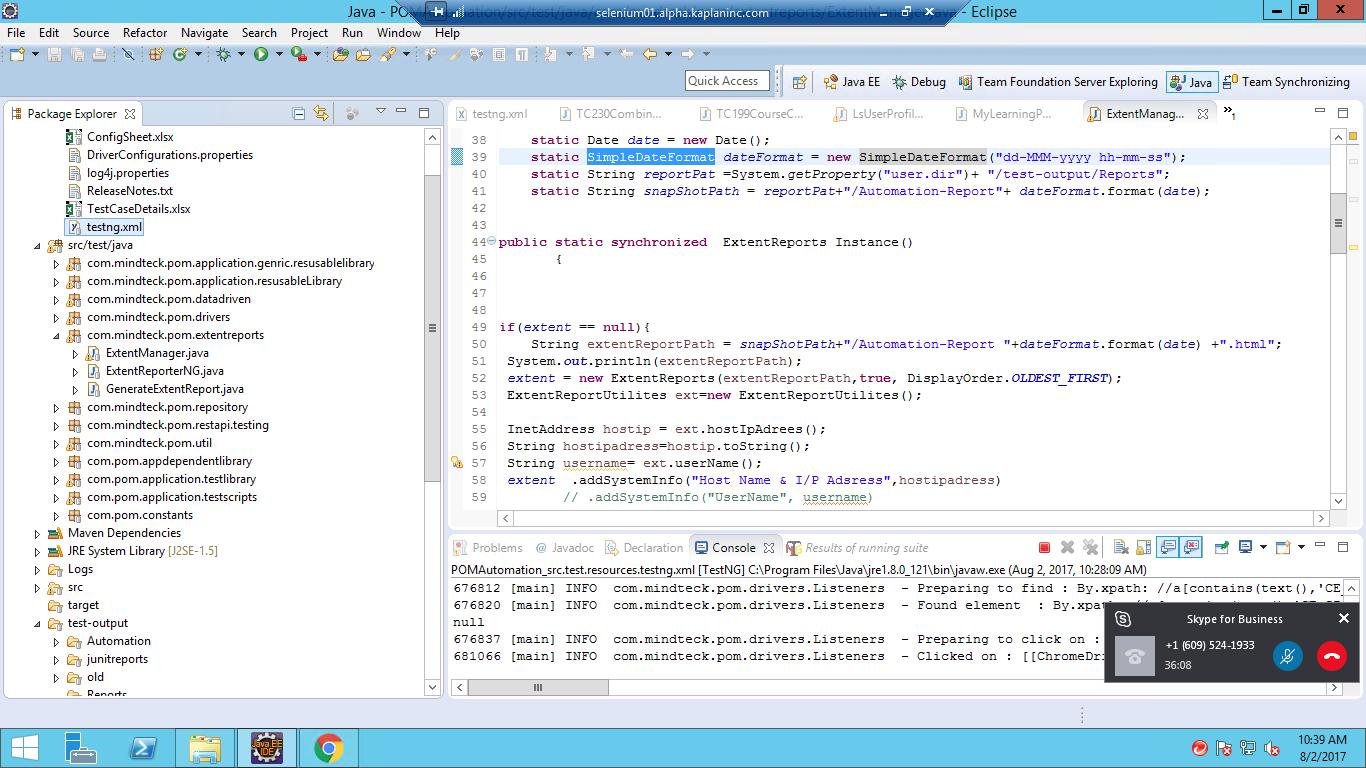 Java - POMAutomation/src/test/java/
selenium01.alpha.kaplaninc.com
entreports/ExtentManager.java - Eclipse
File Edit Source Refactor Navigate Search Project Run Window Help
Quick Access
Java EE Debug Team Foundation Server Exploring Java Team Synchronizing
Package Explorer
ConfigSheet.xlsx
DriverConfigurations.properties
log4j.properties
ReleaseNotes.txt
TestCaseDetails.xlsx
testng.xml
src/test/java
com.mindteck.pom.application.genric.resusablelibrary
com.mindteck.pom.application.resusableLibrary
com.mindteck.pom.datadriven
com.mindteck.pom.drivers
com.mindteck.pom.extentreports
ExtentManager.java
ExtentReporterNG.java
GenerateExtentReport.java
com.mindteck.pom.repository
com.mindteck.pom.restapi.testing
com.mindteck.pom.util
com.pom.appdependentlibrary
com.pom.application.testlibrary
com.pom.application.testscripts
com.pom.constants
Maven Dependencies
JRE System Library [J2SE-1.5]
Logs
src
target
test-output
Automation
junitreports
old
Reports
testng.xml TC230Combin... TC199CourseC... LsUserProfil... MyLearningP... ExtentManag... »1
38 static Date date = new Date();
39 static SimpleDateFormat dateFormat = new SimpleDateFormat("dd-MMM-yyyy hh-mm-ss");
40 static String reportPat =System.getProperty("user.dir")+ "/test-output/Reports";
41 static String snapShotPath = reportPat+"/Automation-Report"+ dateFormat.format(date);
42
43
44 public static synchronized ExtentReports Instance()
45 {
46
47
48
49 if(extent == null){
50 String extentReportPath = snapShotPath+"/Automation-Report "+dateFormat.format(date) +".html";
51 System.out.println(extentReportPath);
52 extent = new ExtentReports(extentReportPath,true, DisplayOrder.OLDEST_FIRST);
53 ExtentReportUtilites ext=new ExtentReportUtilites();
54
55 InetAddress hostip = ext.hostIpAdrees();
56 String hostipadress=hostip.toString();
57 String username= ext.userName();
58 extent .addSystemInfo("Host Name & I/P Adsress",hostipadress)
59 // .addSystemInfo("UserName", username)
Problems @ Javadoc Declaration Console Results of running suite
POMAutomation_src.test.resources.testng.xml [TestNG] C:\Program Files\Java\jre1.8.0_121\bin\javaw.exe (Aug 2, 2017, 10:28:09 AM)
676812 [main] INFO com.mindteck.pom.drivers.Listeners - Preparing to find : By.xpath: //a[contains(text(),'CE
676820 [main] INFO com.mindteck.pom.drivers.Listeners - Found element : By.xpath:
null
676837 [main] INFO com.mindteck.pom.drivers.Listeners - Preparing to click on :
681066 [main] INFO com.mindteck.pom.drivers.Listeners - Clicked on : [[ChromeDri
Skype for Business
+1 (609) 524-1933
36:08
Java EE
IDE
10:39 AM
8/2/2017